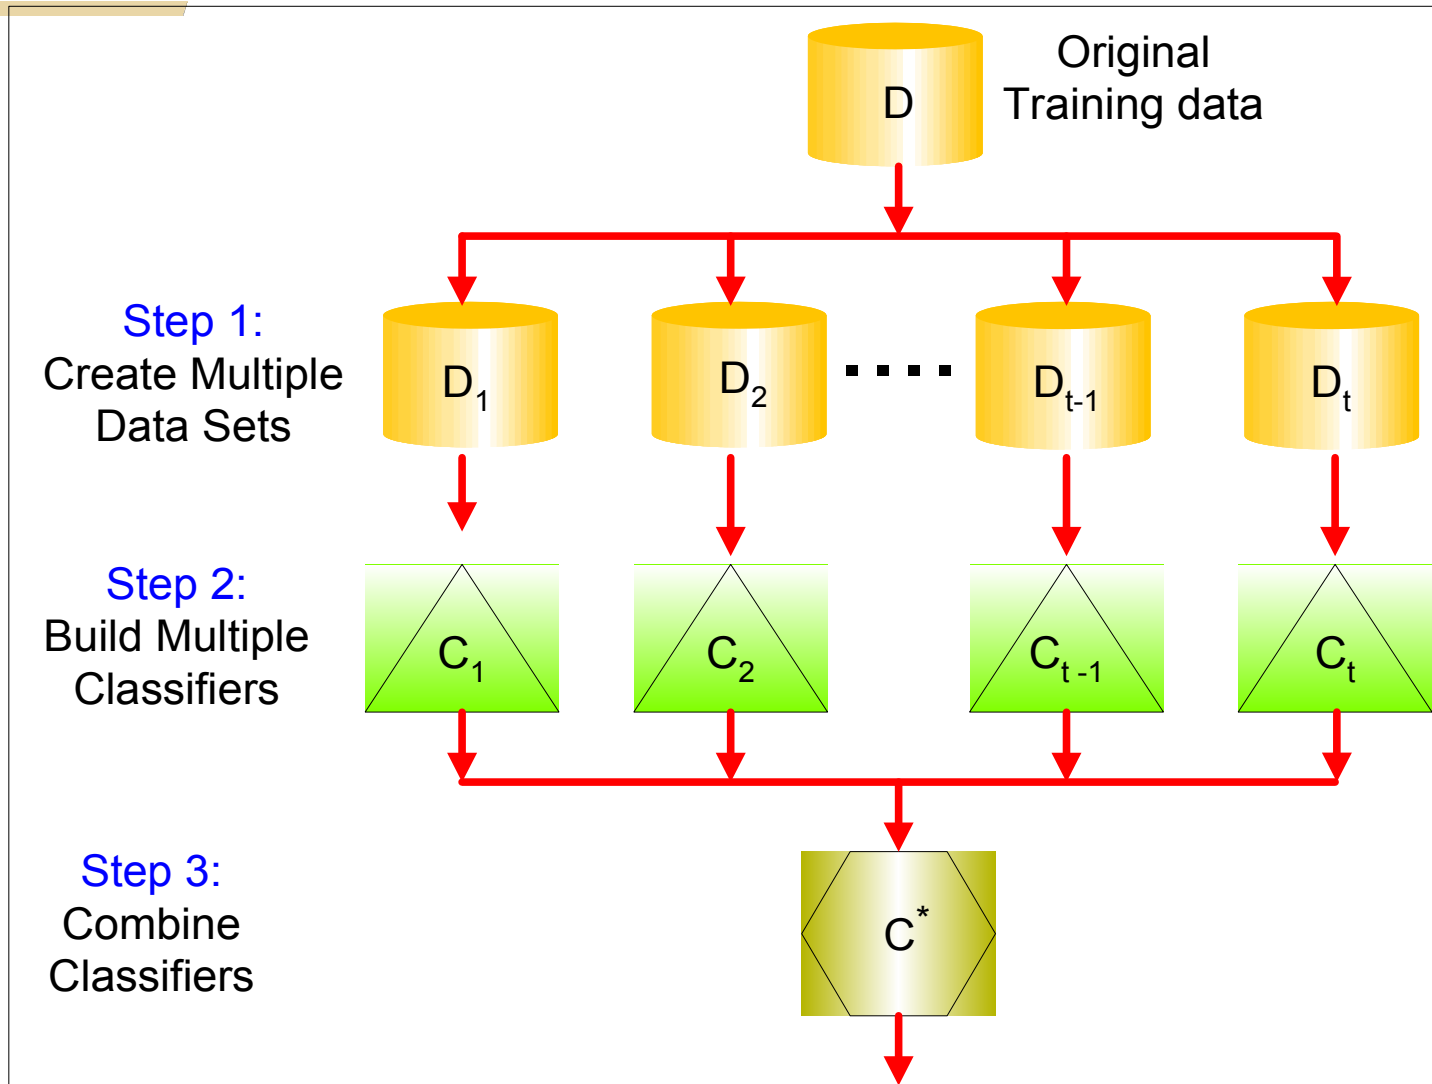 Original
Training data
D
Step 1:
Create Multiple
Data Sets
D₁
D₂
....
Dₜ₋₁
Dₜ
Step 2:
Build Multiple
Classifiers
C₁
C₂
Cₜ ₋₁
Cₜ
Step 3:
Combine
Classifiers
C*